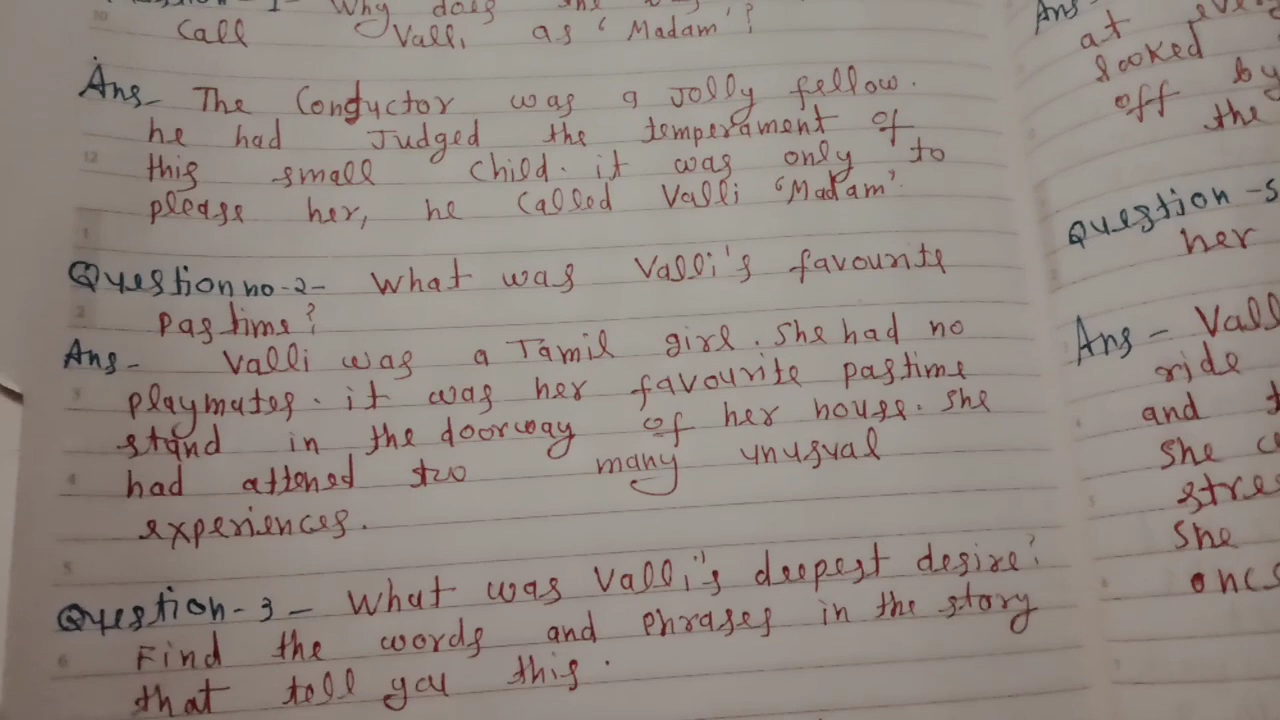 Why does
Call Valli as 'Madam'?
Ans- The Conductor was a Jolly fellow.
he had Judged the temperament of
this small child. it was only to
please her, he called Valli 'Madam'.
Question no-2- What was Valli's favourite
pastime?
Ans- Valli was a Tamil girl. She had no
playmates. it was her favourite pastime
stand in the doorway of her house. She
had attened two many unusual
experiences.
Question-3- What was Valli's deepest desire?
Find the words and phrases in the story
that tell you this.
Ans-
at
looked
off by
the
Question-5
her
Ans- Vall
ride
and
she
stre
She